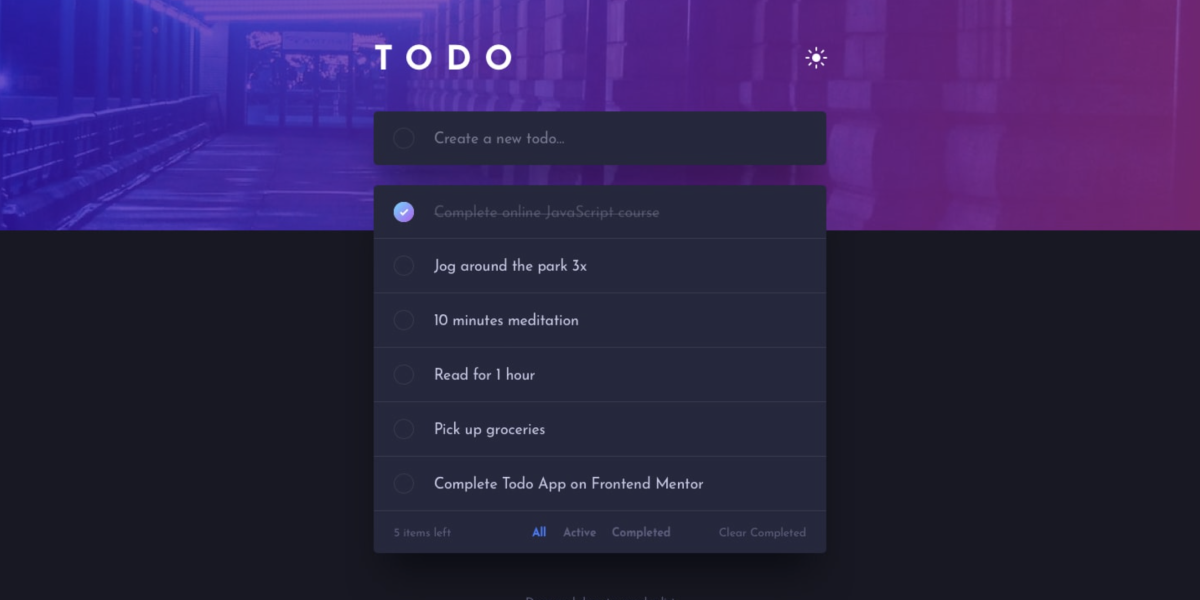 TODO
Create a new todo...
Complete online JavaScript course
Jog around the park 3x
10 minutes meditation
Read for 1 hour
Pick up groceries
Complete Todo App on Frontend Mentor
5 items left All Active Completed Clear Completed